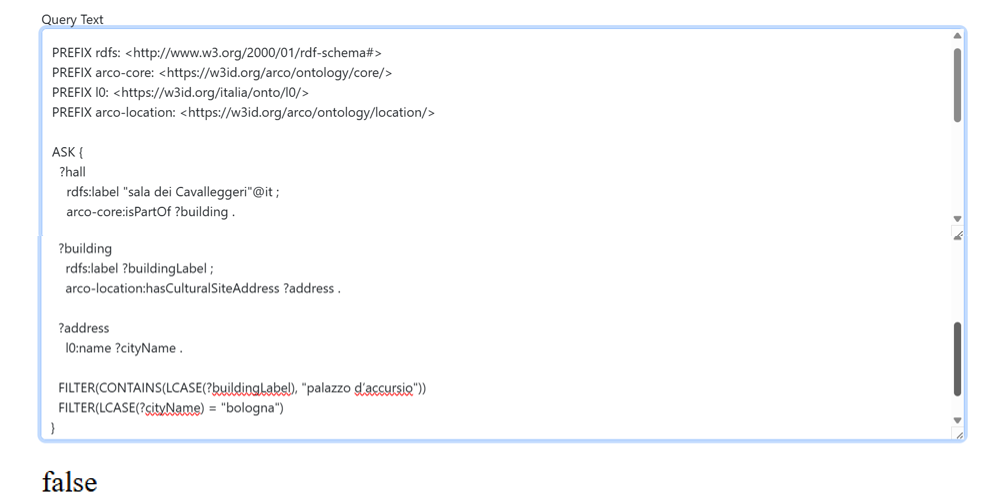 Query Text
PREFIX rdfs: <http://www.w3.org/2000/01/rdf-schema#>
PREFIX arco-core: <https://w3id.org/arco/ontology/core/>
PREFIX l0: <https://w3id.org/italia/onto/l0/>
PREFIX arco-location: <https://w3id.org/arco/ontology/location/>
ASK {
?hall
rdfs:label "sala dei Cavalleggeri"@it ;
arco-core:isPartOf ?building .
?building
rdfs:label ?buildingLabel ;
arco-location:hasCulturalSiteAddress ?address .
?address
l0:name ?cityName .
FILTER(CONTAINS(LCASE(?buildingLabel), "palazzo d’accursio"))
FILTER(LCASE(?cityName) = "bologna")
}
false